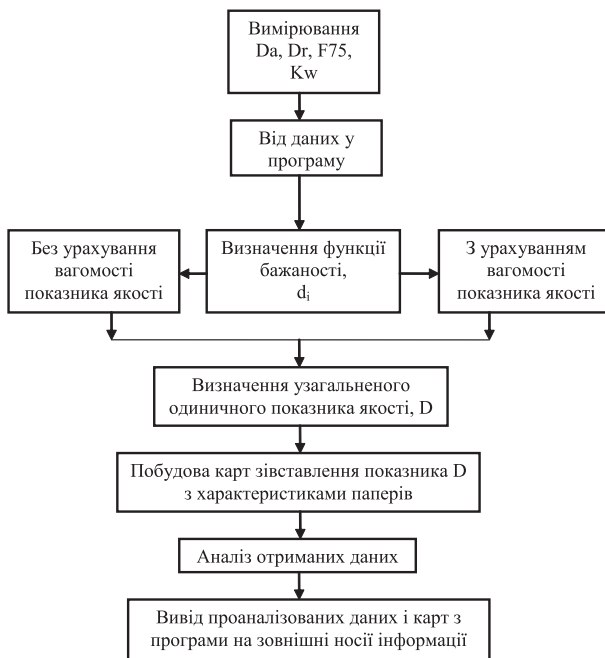 Вимірювання
Da, Dr, F75,
Kw
Від даних у
програму
Без урахування
вагомості
показника якості
Визначення функції
бажаності,
di
З урахуванням
вагомості
показника якості
Визначення узагальненого
одиничного показника якості, D
Побудова карт зівставлення показника D
з характеристиками паперів
Аналіз отриманих даних
Вивід проаналізованих даних і карт з
програми на зовнішні носії інформації